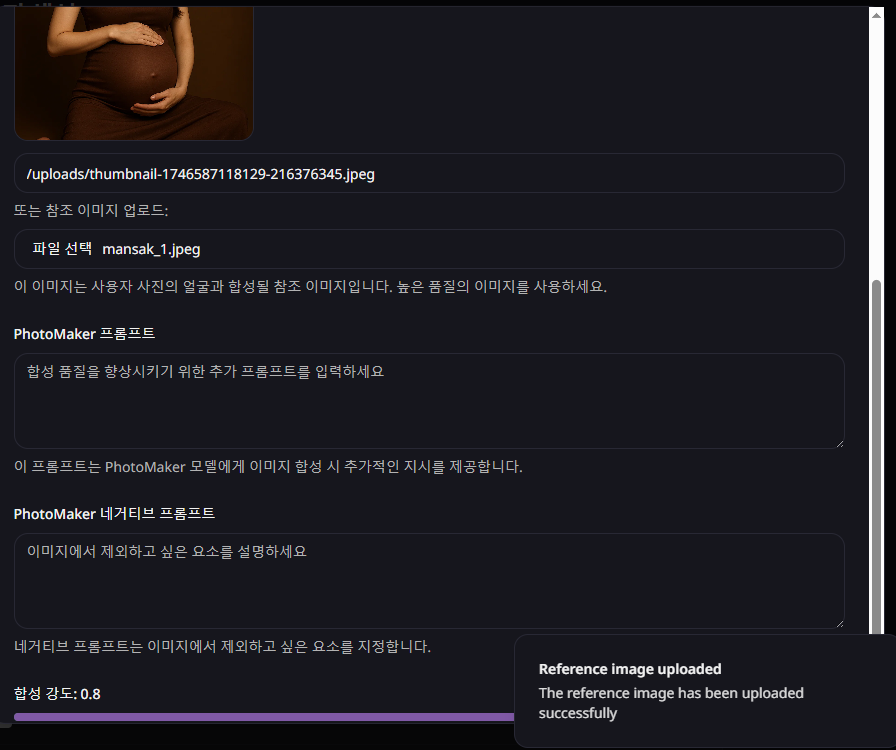 /uploads/thumbnail-1746587118129-216376345.jpeg
또는 참조 이미지 업로드:
파일 선택 mansak_1.jpeg
이 이미지는 사용자 사진의 얼굴과 합성될 참조 이미지입니다. 높은 품질의 이미지를 사용하세요.
PhotoMaker 프롬프트
합성 품질을 향상시키기 위한 추가 프롬프트를 입력하세요
이 프롬프트는 PhotoMaker 모델에게 이미지 합성 시 추가적인 지시를 제공합니다.
PhotoMaker 네거티브 프롬프트
이미지에서 제외하고 싶은 요소를 설명하세요
네거티브 프롬프트는 이미지에서 제외하고 싶은 요소를 지정합니다.
합성 강도: 0.8
Reference image uploaded
The reference image has been uploaded
successfully